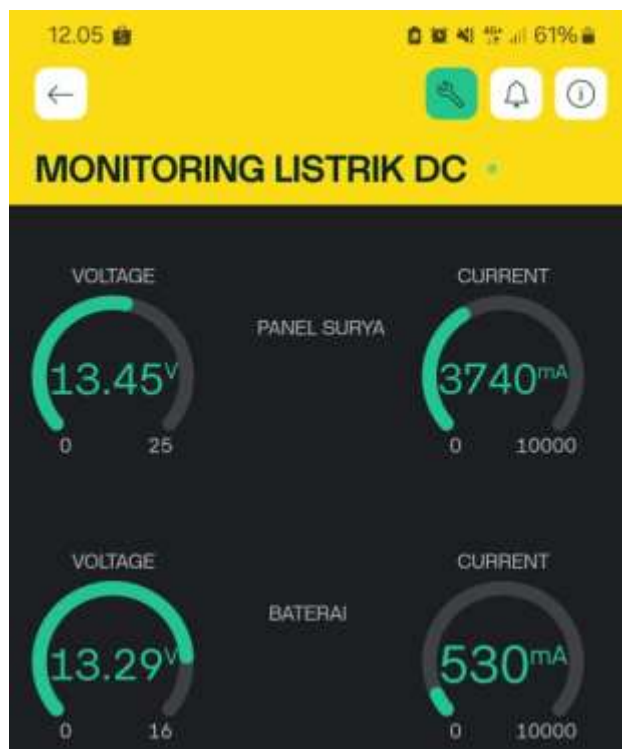 12.05 61%
MONITORING LISTRIK DC
VOLTAGE CURRENT
PANEL SURYA
13.45V 3740mA
0 25 0 10000
VOLTAGE CURRENT
BATERAI
13.29V 530mA
0 16 0 10000